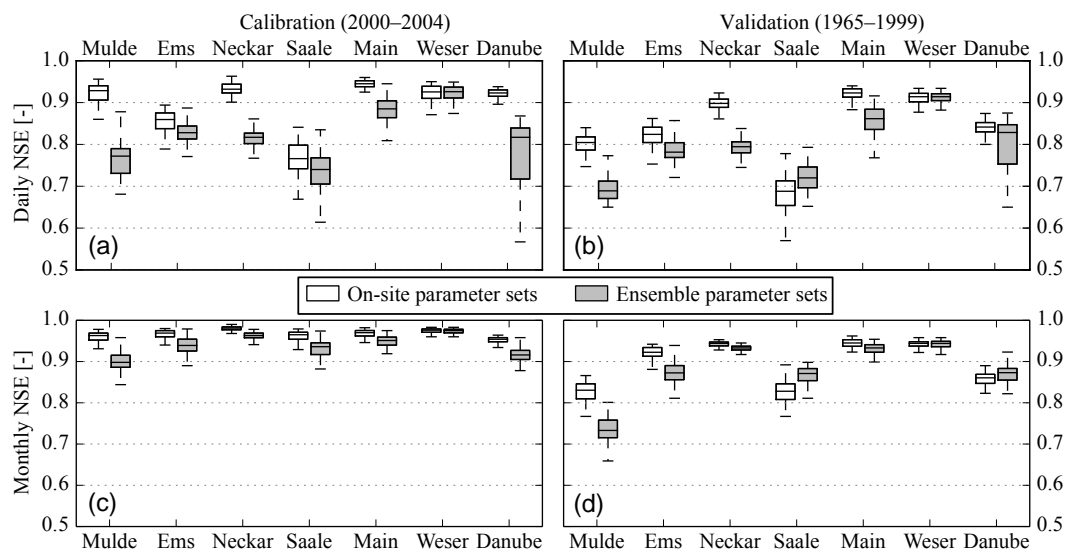 Calibration (2000–2004)
Validation (1965–1999)
Mulde Ems Neckar Saale Main Weser Danube
Mulde Ems Neckar Saale Main Weser Danube
Daily NSE [-]
1.0
0.9
0.8
0.7
0.6
0.5
(a)
(b)
1.0
0.9
0.8
0.7
0.6
0.5
On-site parameter sets
Ensemble parameter sets
Monthly NSE [-]
1.0
0.9
0.8
0.7
0.6
0.5
(c)
(d)
1.0
0.9
0.8
0.7
0.6
0.5
Mulde Ems Neckar Saale Main Weser Danube
Mulde Ems Neckar Saale Main Weser Danube